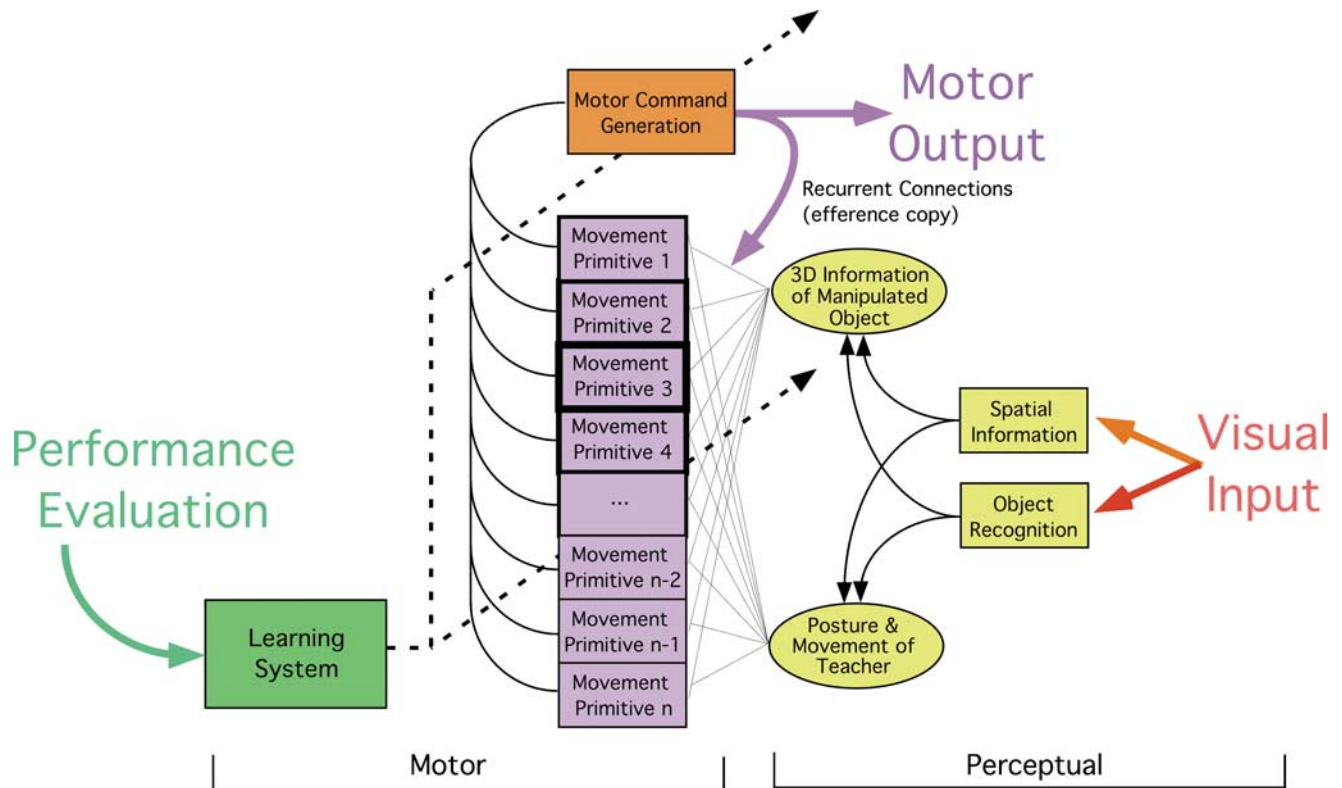 Motor Command
Generation
Motor
Output
Recurrent Connections
(efference copy)
Movement
Primitive 1
Movement
Primitive 2
Movement
Primitive 3
Movement
Primitive 4
...
Movement
Primitive n-2
Movement
Primitive n-1
Movement
Primitive n
3D Information
of Manipulated
Object
Spatial
Information
Object
Recognition
Visual
Input
Posture &
Movement of
Teacher
Performance
Evaluation
Learning
System
Motor
Perceptual